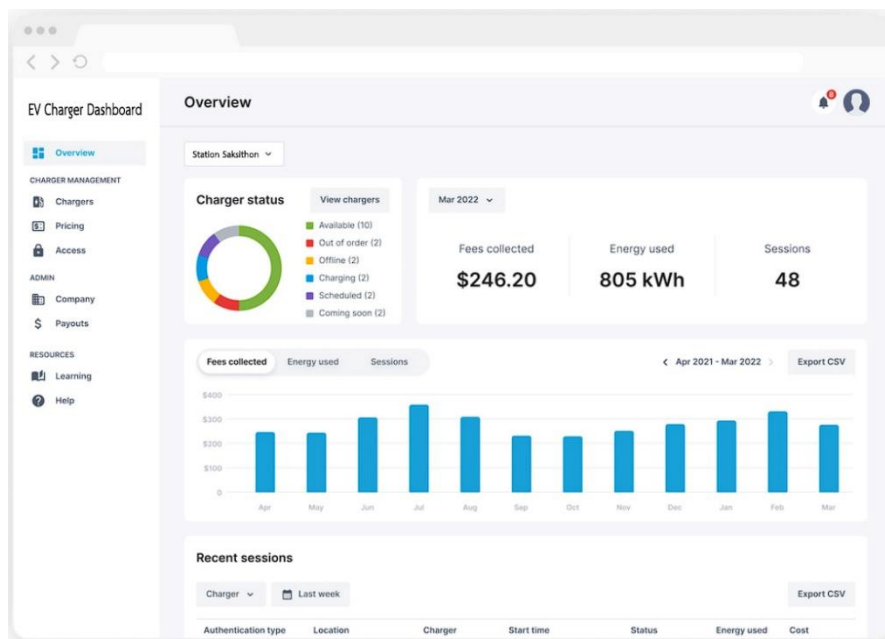 EV Charger Dashboard
Overview
CHARGER MANAGEMENT
Chargers
Pricing
Access
ADMIN
Company
Payouts
RESOURCES
Learning
Help
Overview
8
Station Saksithon
Charger status
View chargers
Available (10)
Out of order (2)
Offline (2)
Charging (2)
Scheduled (2)
Coming soon (2)
Mar 2022
Fees collected
$246.20
Energy used
805 kWh
Sessions
48
Fees collected Energy used Sessions
Apr 2021 - Mar 2022
Export CSV
$400
$300
$200
$100
0
Apr May Jun Jul Aug Sep Oct Nov Dec Jan Feb Mar
Recent sessions
Charger
Last week
Export CSV
Authentication type Location Charger Start time Status Energy used Cost